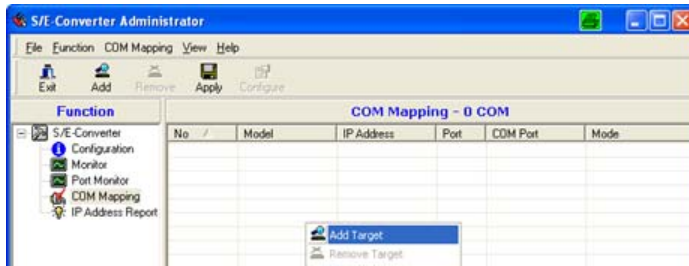 S/E-Converter Administrator
File Function COM Mapping View Help
Exit Add Remove Apply Configure
Function
COM Mapping - 0 COM
No Model IP Address Port COM Port Mode
S/E-Converter
Configuration
Monitor
Port Monitor
COM Mapping
IP Address Report
Add Target
Remove Target